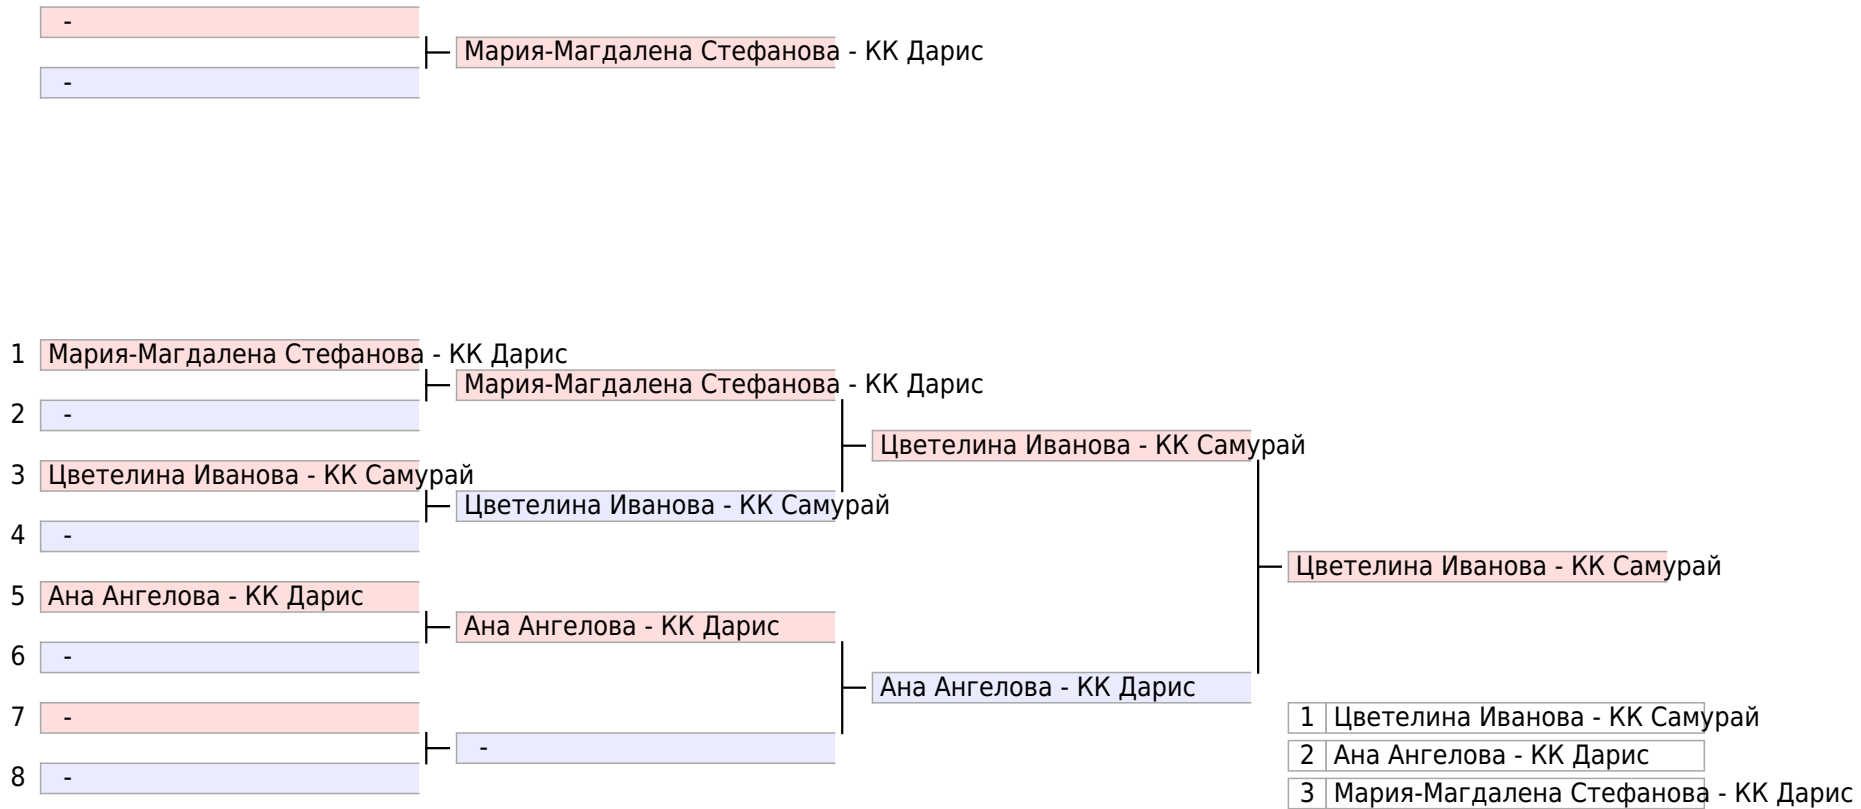 -
Мария-Магдалена Стефанова - КК Дарис
-
1 Мария-Магдалена Стефанова - КК Дарис
Мария-Магдалена Стефанова - КК Дарис
2 -
Цветелина Иванова - КК Самурай
3 Цветелина Иванова - КК Самурай
Цветелина Иванова - КК Самурай
4 -
Цветелина Иванова - КК Самурай
5 Ана Ангелова - КК Дарис
Ана Ангелова - КК Дарис
6 -
Ана Ангелова - КК Дарис
7 -
1 Цветелина Иванова - КК Самурай
-
2 Ана Ангелова - КК Дарис
8 -
3 Мария-Магдалена Стефанова - КК Дарис